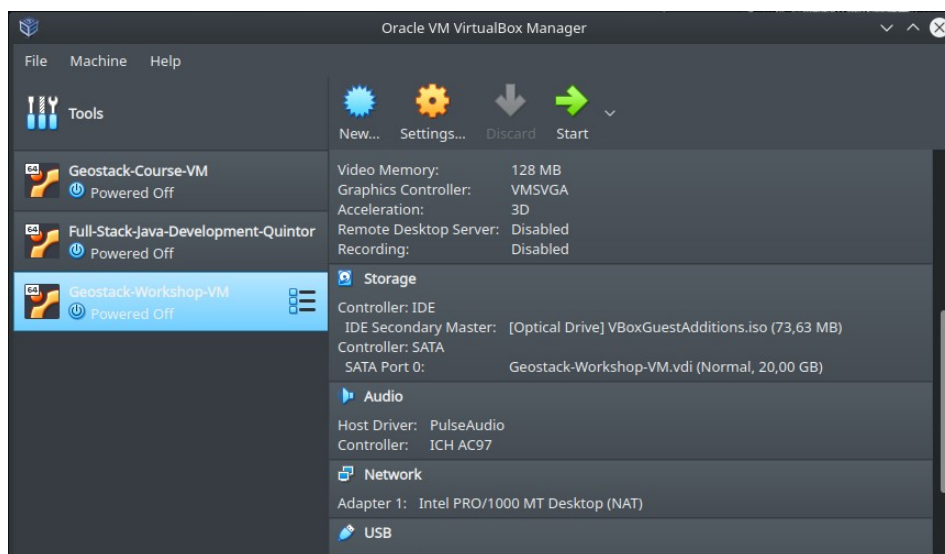 Oracle VM VirtualBox Manager
File Machine Help
Tools
New... Settings... Discard Start
64
Geostack-Course-VM
Powered Off
64
Full-Stack-Java-Development-Quintor
Powered Off
64
Geostack-Workshop-VM
Powered Off
Video Memory: 128 MB
Graphics Controller: VMSVGA
Acceleration: 3D
Remote Desktop Server: Disabled
Recording: Disabled
Storage
Controller: IDE
IDE Secondary Master: [Optical Drive] VBoxGuestAdditions.iso (73,63 MB)
Controller: SATA
SATA Port 0: Geostack-Workshop-VM.vdi (Normal, 20,00 GB)
Audio
Host Driver: PulseAudio
Controller: ICH AC97
Network
Adapter 1: Intel PRO/1000 MT Desktop (NAT)
USB